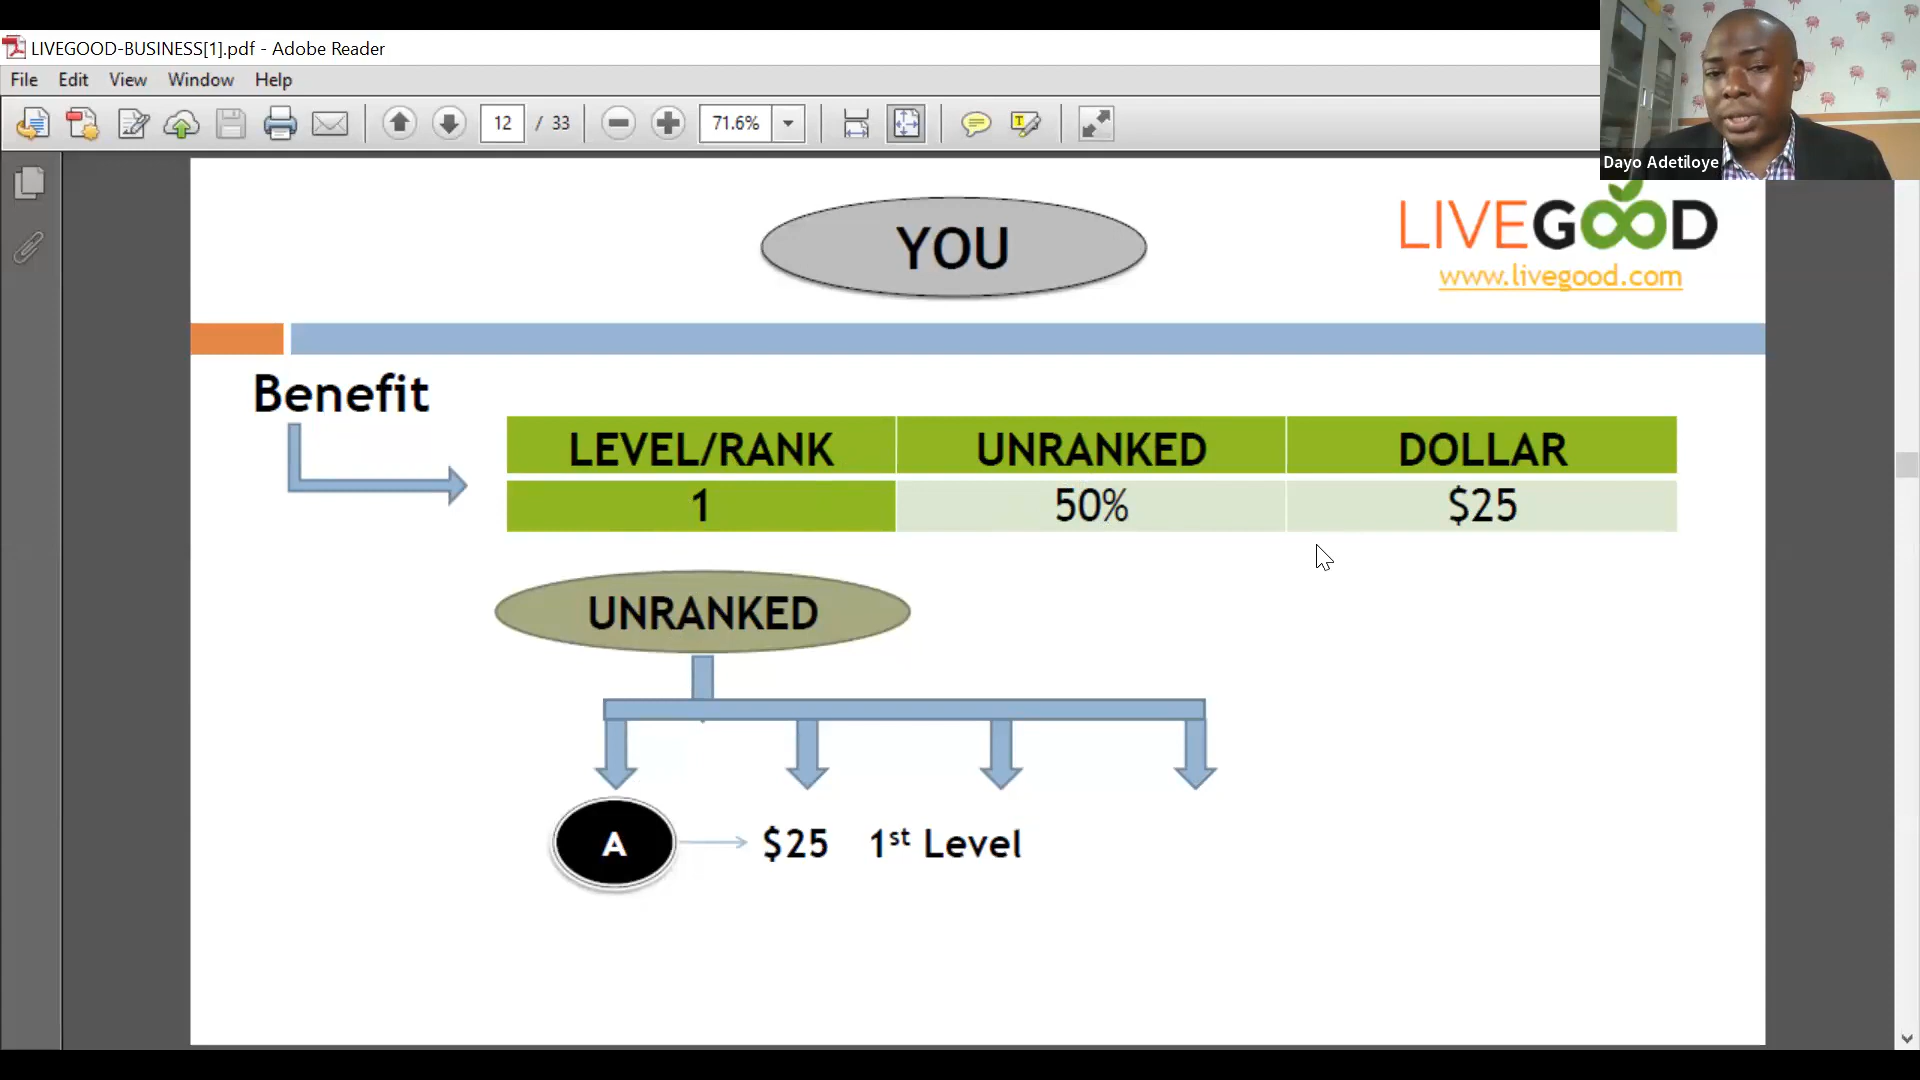 LIVEGOOD-BUSINESS[1].pdf - Adobe Reader
File Edit View Window Help
12 / 33 71.6%
Dayo Adetiloye
YOU
LIVEGOOD
www.livegood.com
Benefit
LEVEL/RANK UNRANKED DOLLAR
1 50% $25
UNRANKED
A $25 1st Level